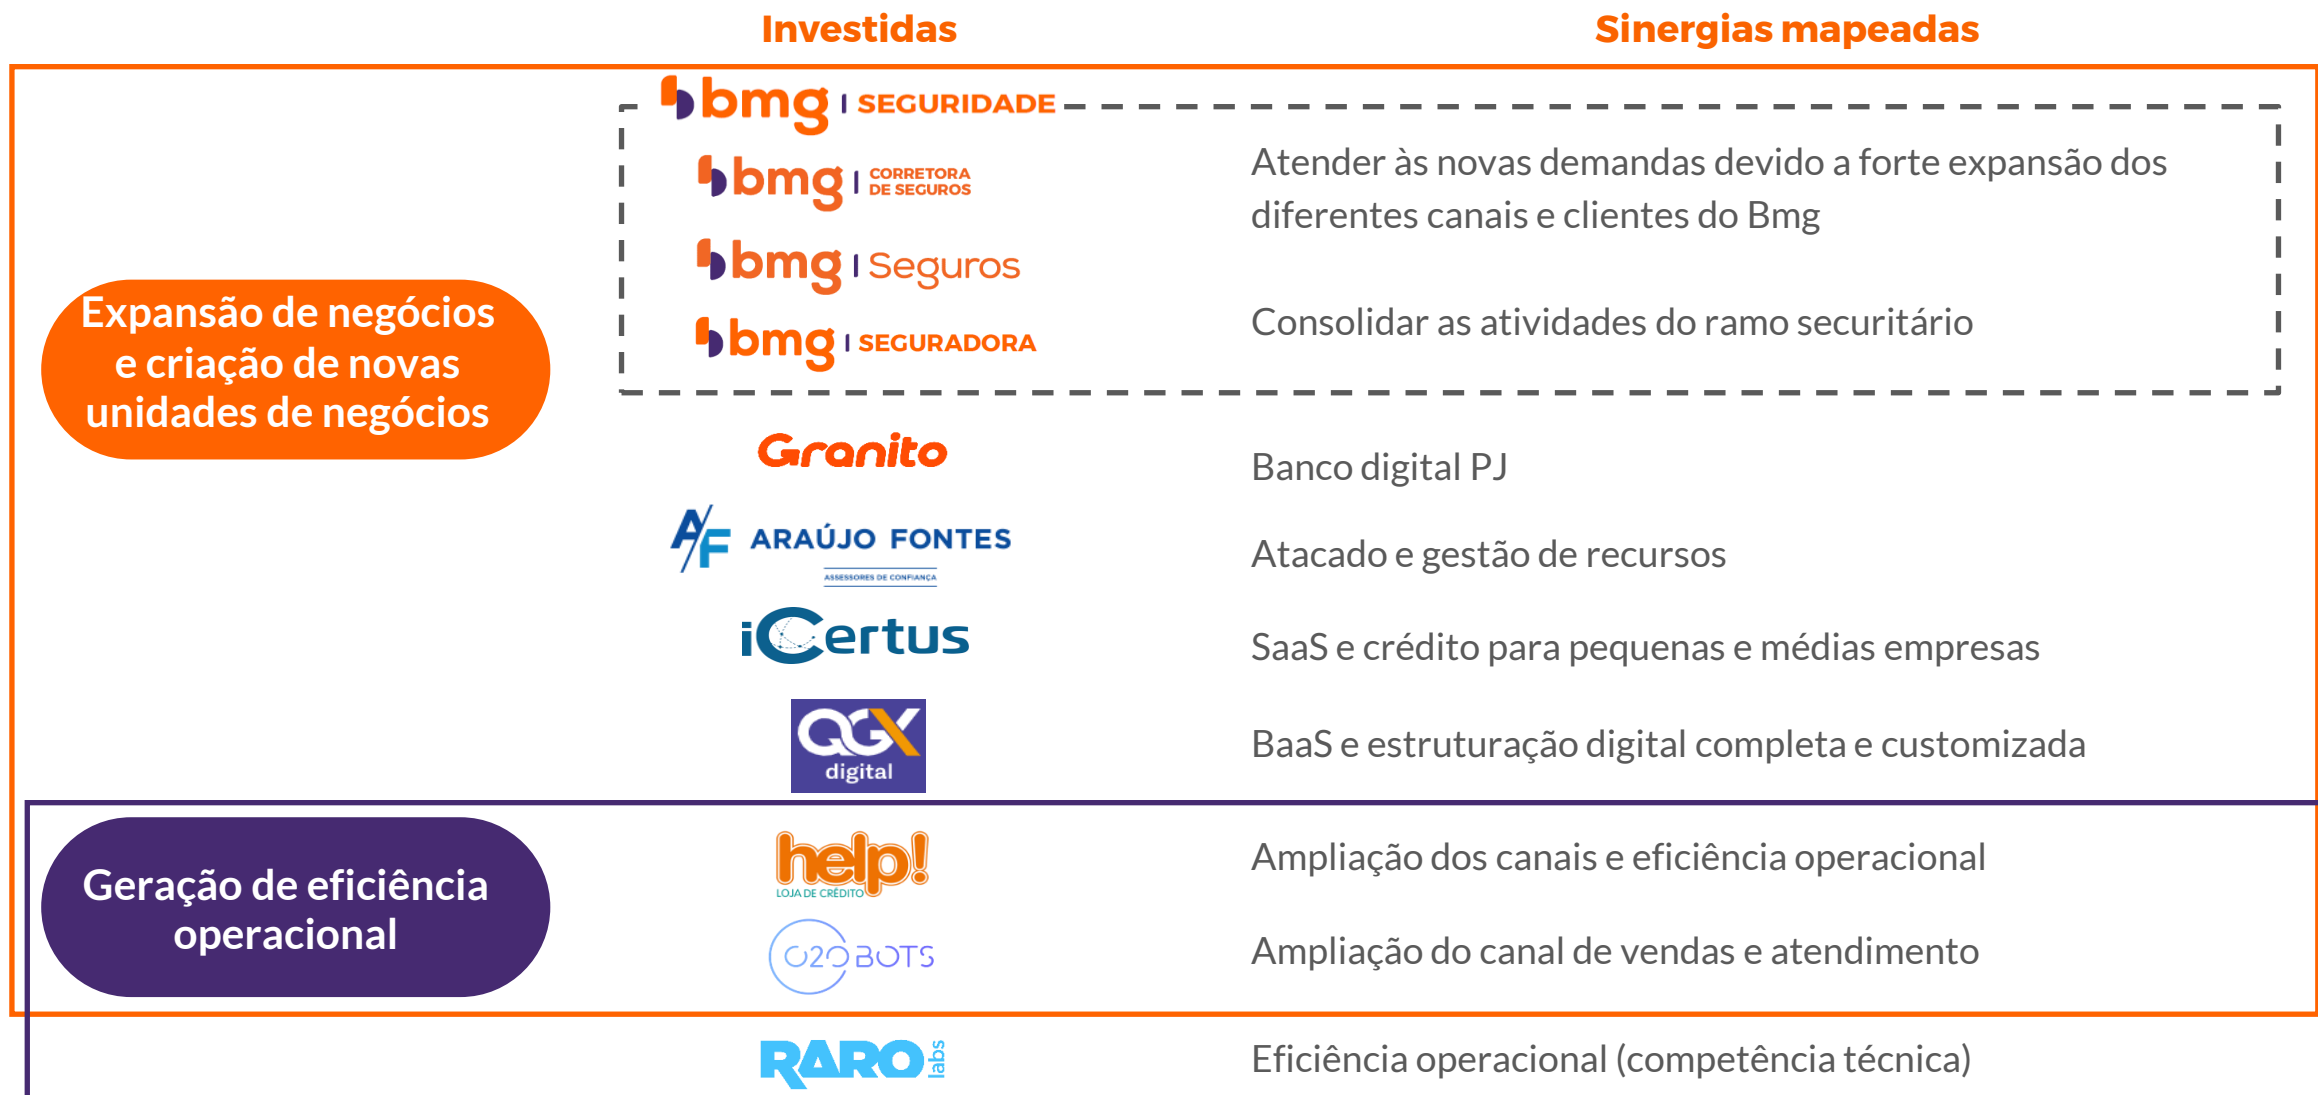 Investidas
Sinergias mapeadas
bmg | SEGURIDADE
bmg | CORRETORA
DE SEGUROS
Atender às novas demandas devido a forte expansão dos
diferentes canais e clientes do Bmg
bmg | Seguros
bmg | SEGURADORA
Consolidar as atividades do ramo securitário
Expansão de negócios
e criação de novas
unidades de negócios
Granito
Banco digital PJ
A/F ARAÚJO FONTES
ASSESSORES DE CONFIANÇA
Atacado e gestão de recursos
iCertus
SaaS e crédito para pequenas e médias empresas
QGX
digital
BaaS e estruturação digital completa e customizada
Geração de eficiência
operacional
help!
LOJA DE CRÉDITO
Ampliação dos canais e eficiência operacional
O2O BOTS
Ampliação do canal de vendas e atendimento
RARO labs
Eficiência operacional (competência técnica)